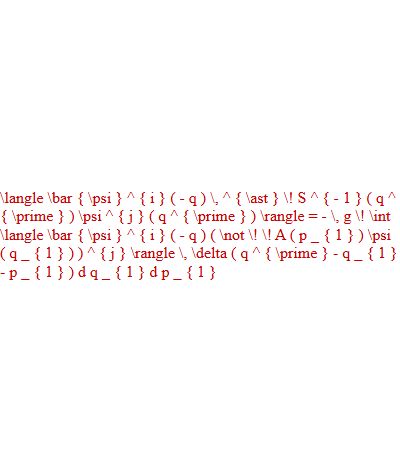 \langle \bar { \psi } ^ { i } ( - q ) \, ^ { \ast } \! S ^ { - 1 } ( q ^
{ \prime } ) \psi ^ { j } ( q ^ { \prime } ) \rangle = - \, g \! \int
\langle \bar { \psi } ^ { i } ( - q ) ( \not \! \! A ( p _ { 1 } ) \psi
( q _ { 1 } ) ) ^ { j } \rangle \, \delta ( q ^ { \prime } - q _ { 1 }
- p _ { 1 } ) d q _ { 1 } d p _ { 1 }